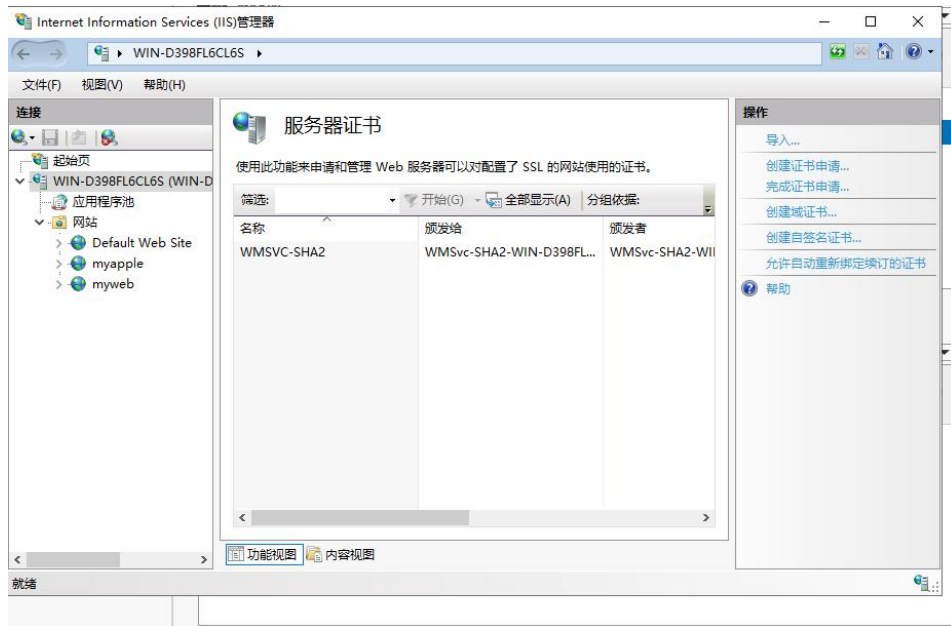 Internet Information Services (IIS)管理器
WIN-D398FL6CL6S
文件(F) 视图(V) 帮助(H)
连接
起始页
WIN-D398FL6CL6S (WIN-D
应用程序池
网站
Default Web Site
myapple
myweb
服务器证书
使用此功能来申请和管理 Web 服务器可以对配置了 SSL 的网站使用的证书。
筛选: 开始(G) 全部显示(A) 分组依据:
名称 颁发给 颁发者
WMSVC-SHA2 WMSvc-SHA2-WIN-D398FL... WMSvc-SHA2-WII
功能视图 内容视图
操作
导入...
创建证书申请...
完成证书申请...
创建域证书...
创建自签名证书...
允许自动重新绑定续订的证书
帮助
就绪